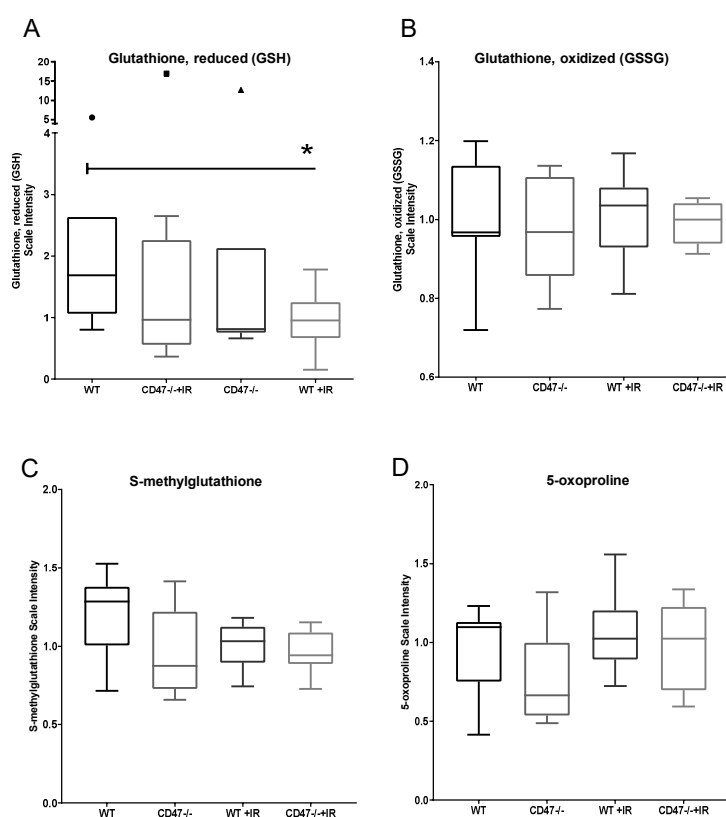 A
Glutathione, reduced (GSH)
20
15
10
5
4
3
2
1
0
*
Glutathione, reduced (GSH)
Scale Intensity
WT
CD47-/-+IR
CD47-/-
WT +IR
B
Glutathione, oxidized (GSSG)
1.4
1.2
1.0
0.8
0.6
Glutathione, oxidized (GSSG)
Scale Intensity
WT
CD47-/-
WT +IR
CD47-/-+IR
C
S-methylglutathione
2.0
1.5
1.0
0.5
0.0
S-methylglutathione Scale Intensity
WT
CD47-/-
WT +IR
CD47-/-+IR
D
5-oxoproline
2.0
1.5
1.0
0.5
0.0
5-oxoproline Scale Intensity
WT
CD47-/-
WT +IR
CD47-/-+IR